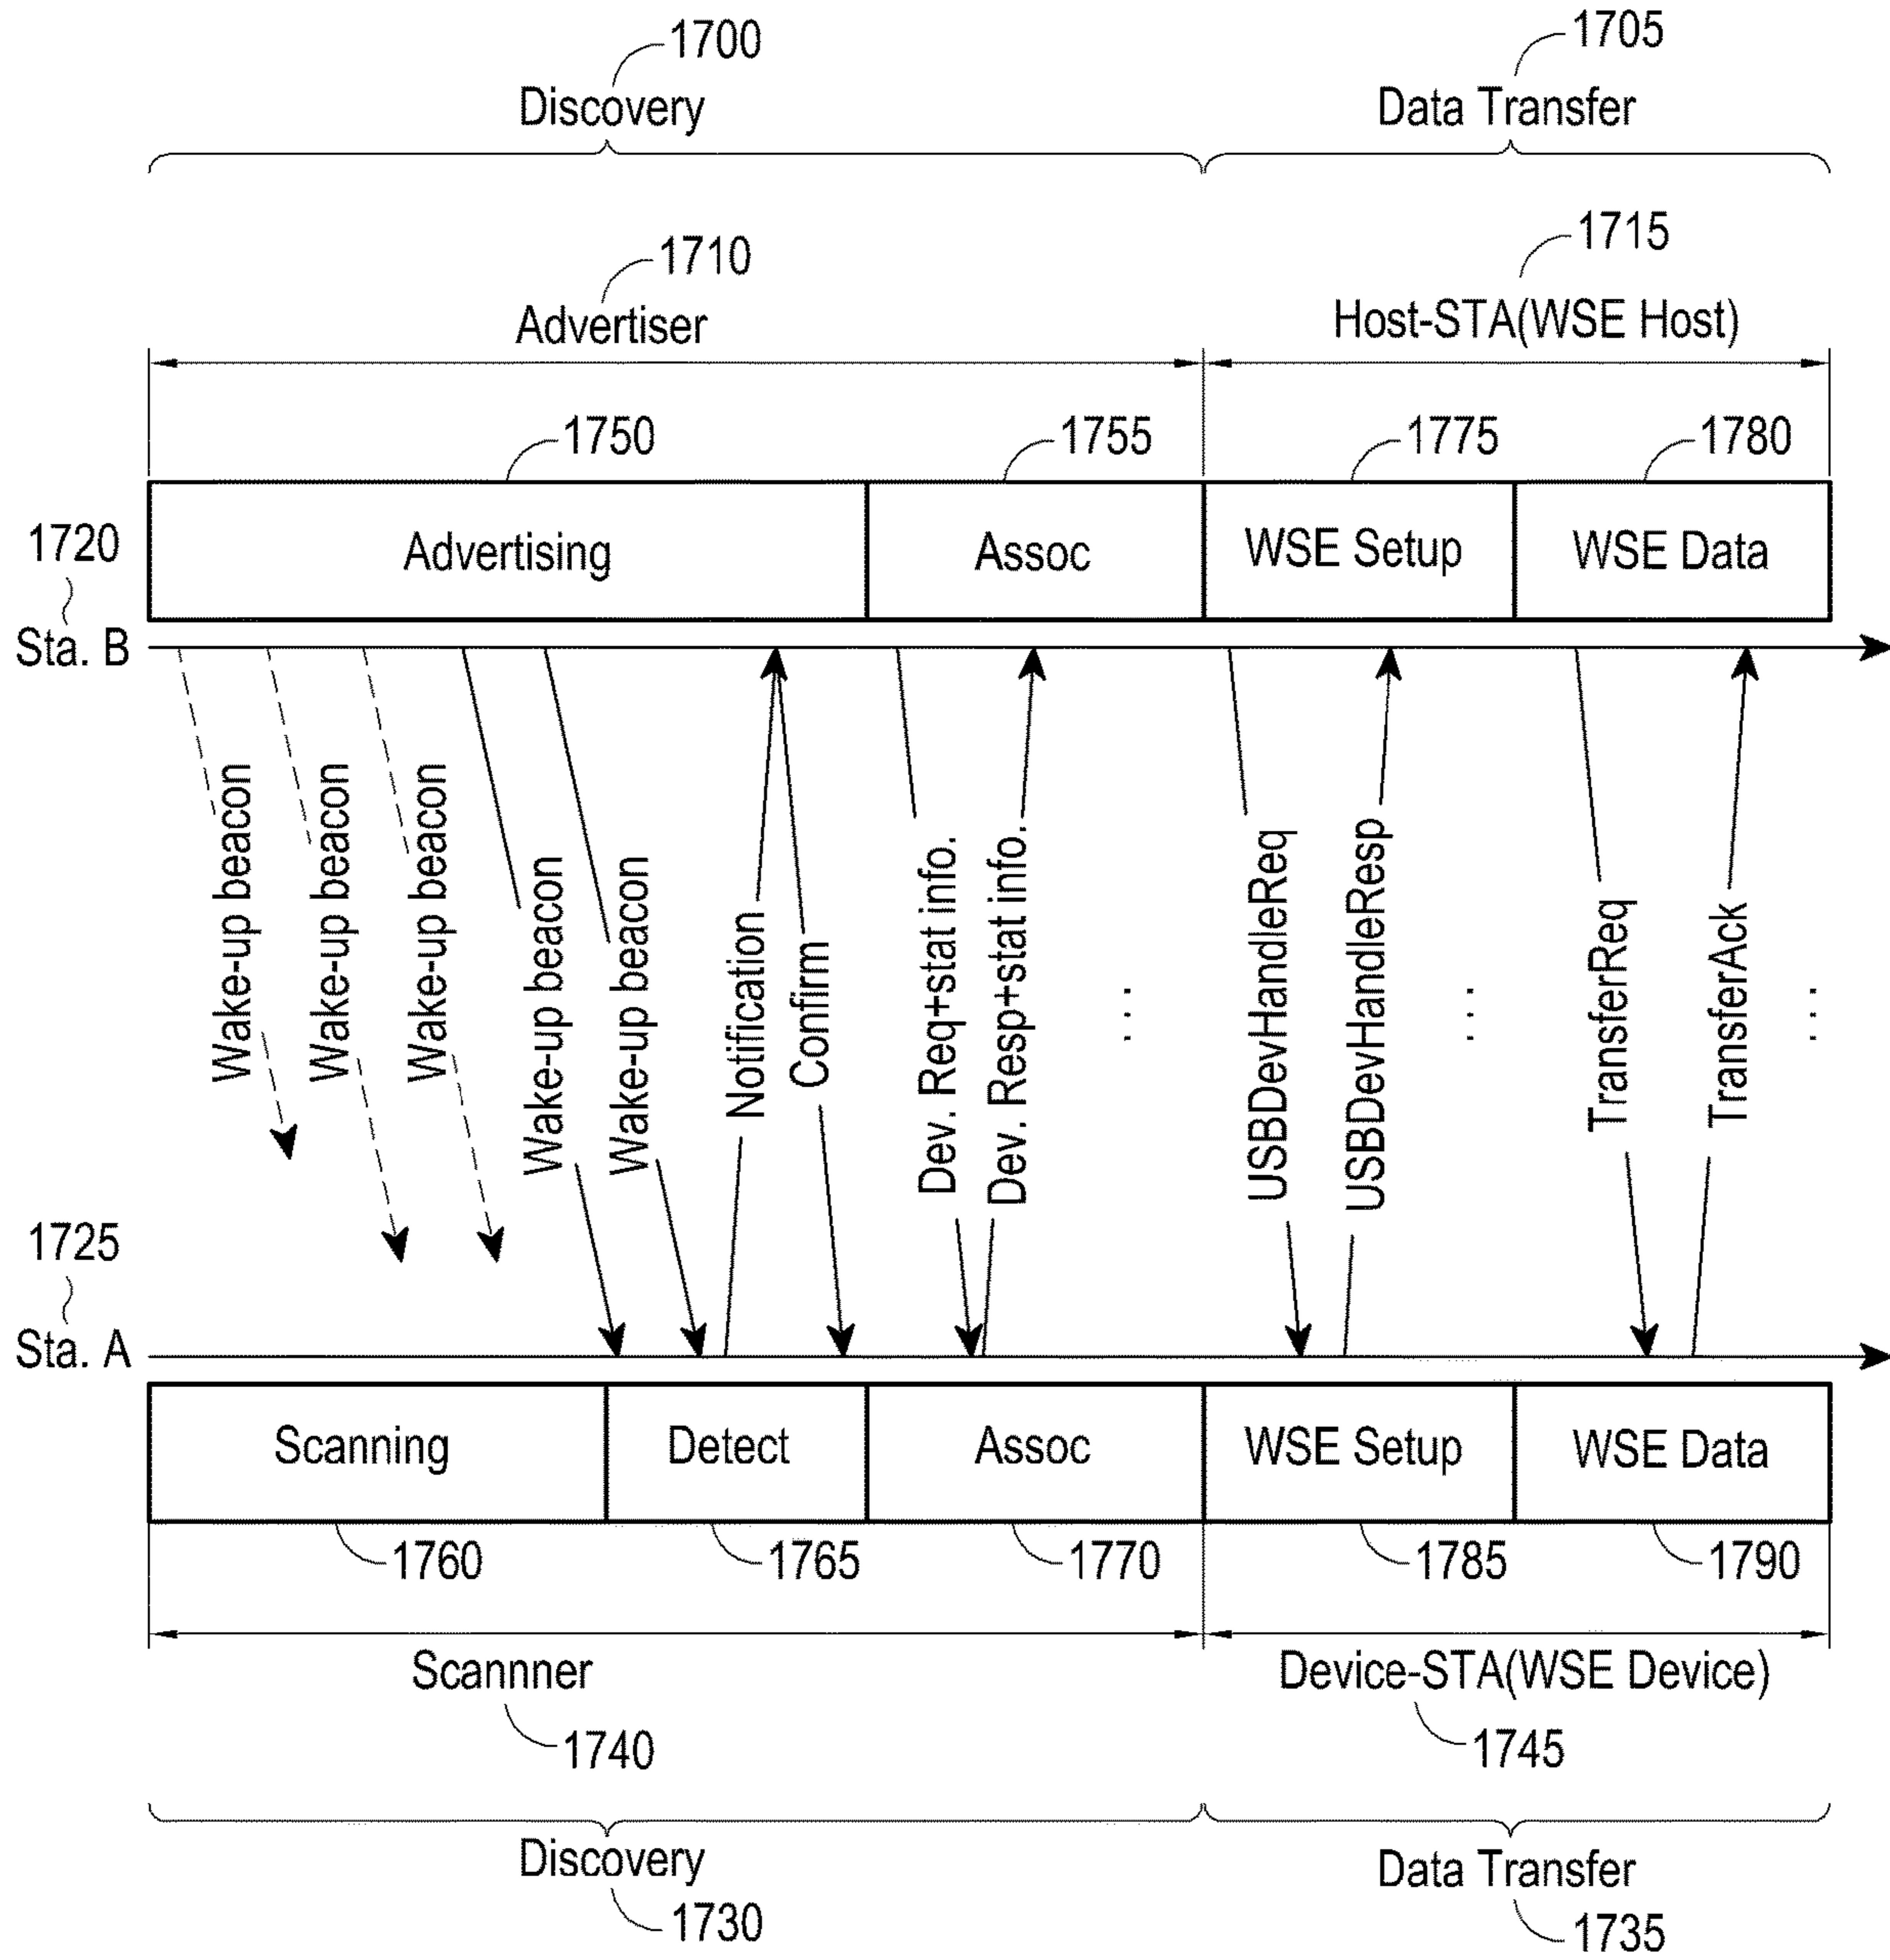 1700
1705
Discovery
Data Transfer
1710
1715
Advertiser
Host-STA(WSE Host)
1750
1755
1775
1780
Advertising
Assoc
WSE Setup
WSE Data
1720
Sta. B
Wake-up beacon
Wake-up beacon
Wake-up beacon
Wake-up beacon
Wake-up beacon
Notification
Confirm
Dev. Req+stat info.
Dev. Resp+stat info.
...
USBDevHandleReq
USBDevHandleResp
...
TransferReq
TransferAck
...
1725
Sta. A
Scanning
Detect
Assoc
WSE Setup
WSE Data
1760
1765
1770
1785
1790
Scannner
Device-STA(WSE Device)
1740
1745
Discovery
Data Transfer
1730
1735